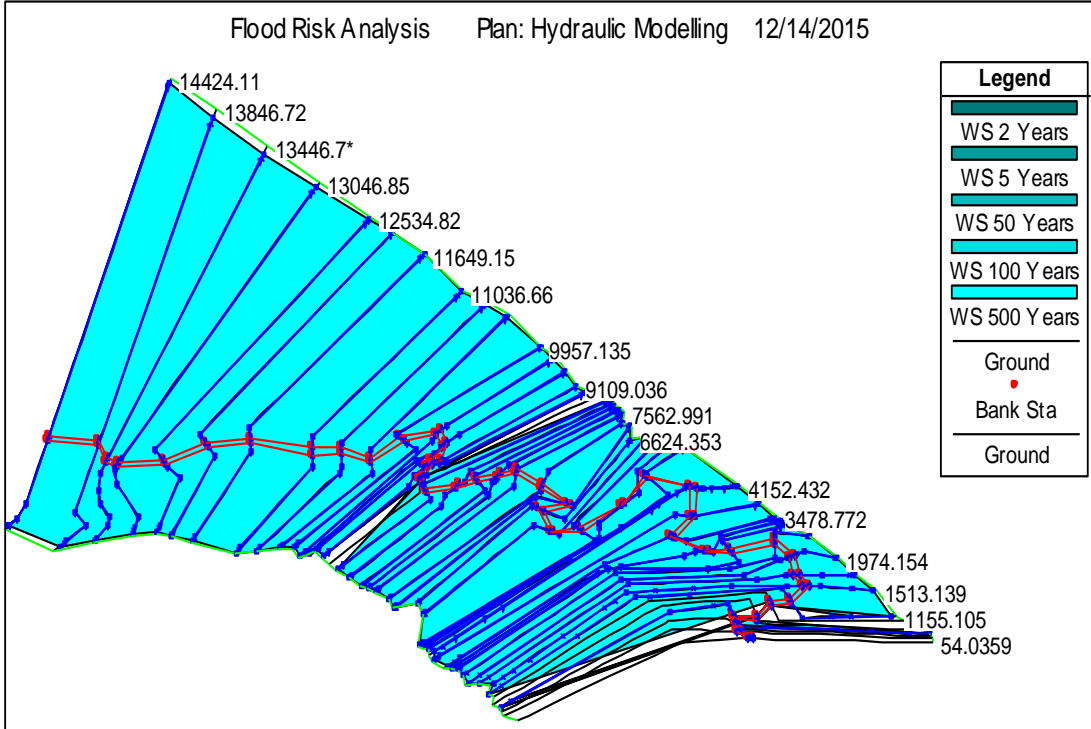 Flood Risk Analysis Plan: Hydraulic Modelling 12/14/2015
14424.11
13846.72
13446.7*
13046.85
12534.82
11649.15
11036.66
9957.135
9109.036
7562.991
6624.353
4152.432
3478.772
1974.154
1513.139
1155.105
54.0359
Legend
WS 2 Years
WS 5 Years
WS 50 Years
WS 100 Years
WS 500 Years
Ground
Bank Sta
Ground